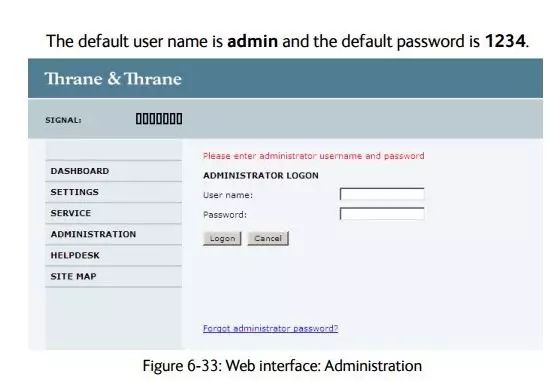 The default user name is admin and the default password is 1234.
Thrane & Thrane
SIGNAL:
Please enter administrator username and password
DASHBOARD
ADMINISTRATOR LOGON
SETTINGS
User name:
SERVICE
Password:
ADMINISTRATION
Logon Cancel
HELPDESK
SITE MAP
Forgot administrator password?
Figure 6-33: Web interface: Administration